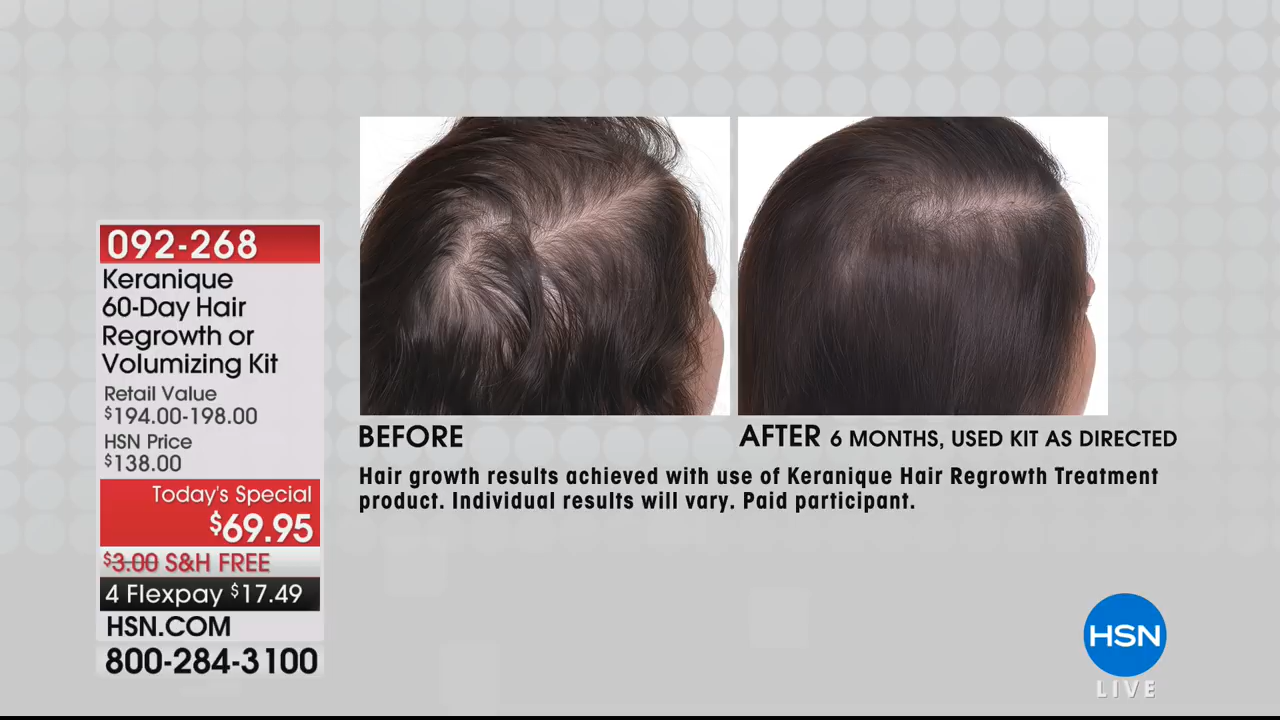 092-268
Keranique
60-Day Hair
Regrowth or
Volumizing Kit
Retail Value
$194.00-198.00
HSN Price
$138.00
Today's Special
$69.95
$3.00 S&H FREE
4 Flexpay $17.49
HSN.COM
800-284-3100
BEFORE
AFTER 6 MONTHS, USED KIT AS DIRECTED
Hair growth results achieved with use of Keranique Hair Regrowth Treatment
product. Individual results will vary. Paid participant.
HSN
LIVE